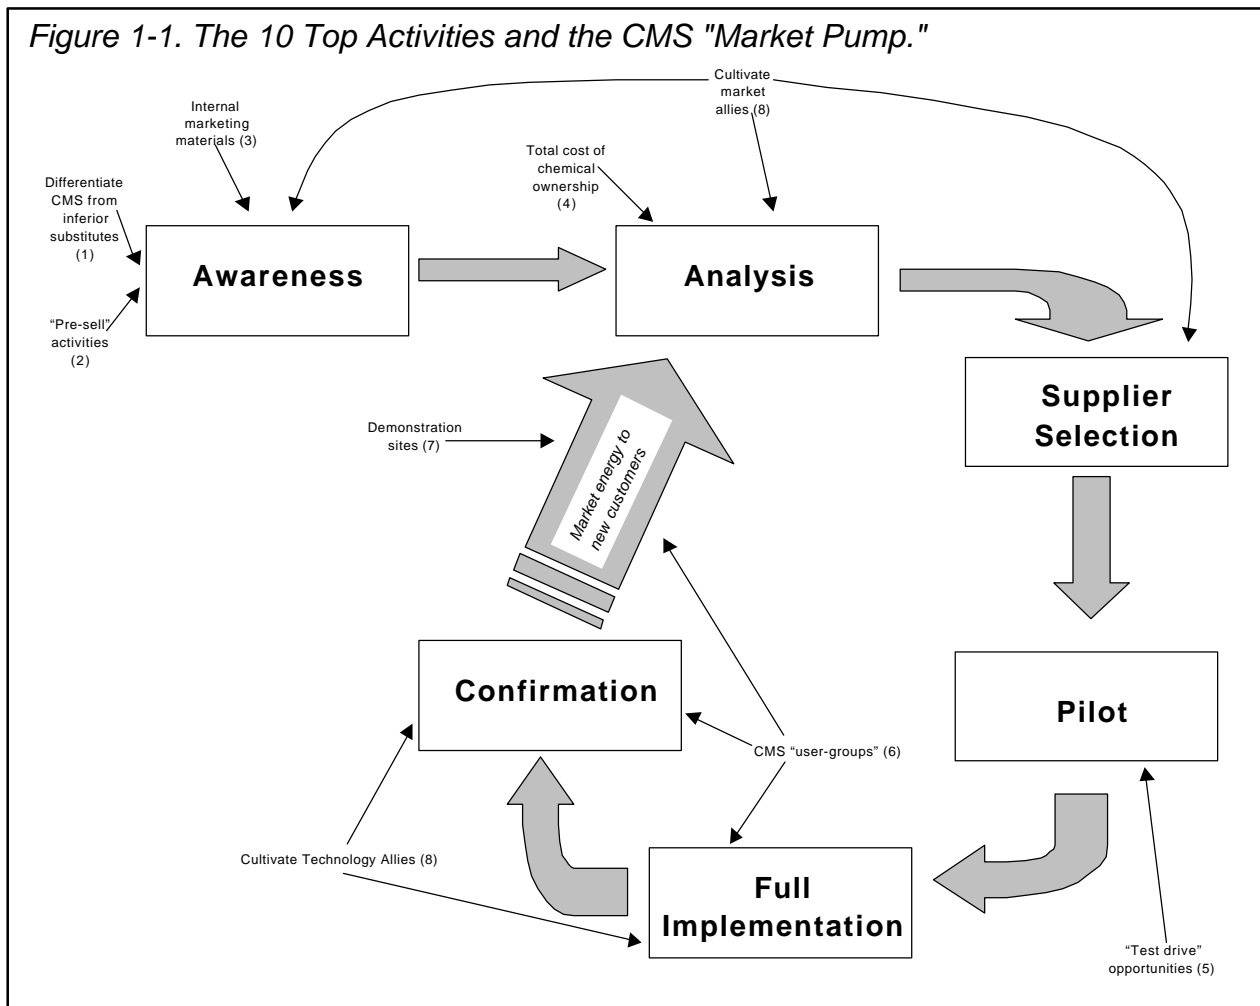 Figure 1-1. The 10 Top Activities and the CMS "Market Pump."
Cultivate
market
allies (8)
Internal
marketing
materials (3)
Total cost of
chemical
ownership
(4)
Differentiate
CMS from
inferior
substitutes
(1)
Awareness
Analysis
“Pre-sell”
activities
(2)
Supplier
Selection
Demonstration
sites (7)
Market energy to
new customers
Confirmation
Pilot
CMS “user-groups” (6)
Cultivate Technology Allies (8)
Full
Implementation
“Test drive”
opportunities (5)